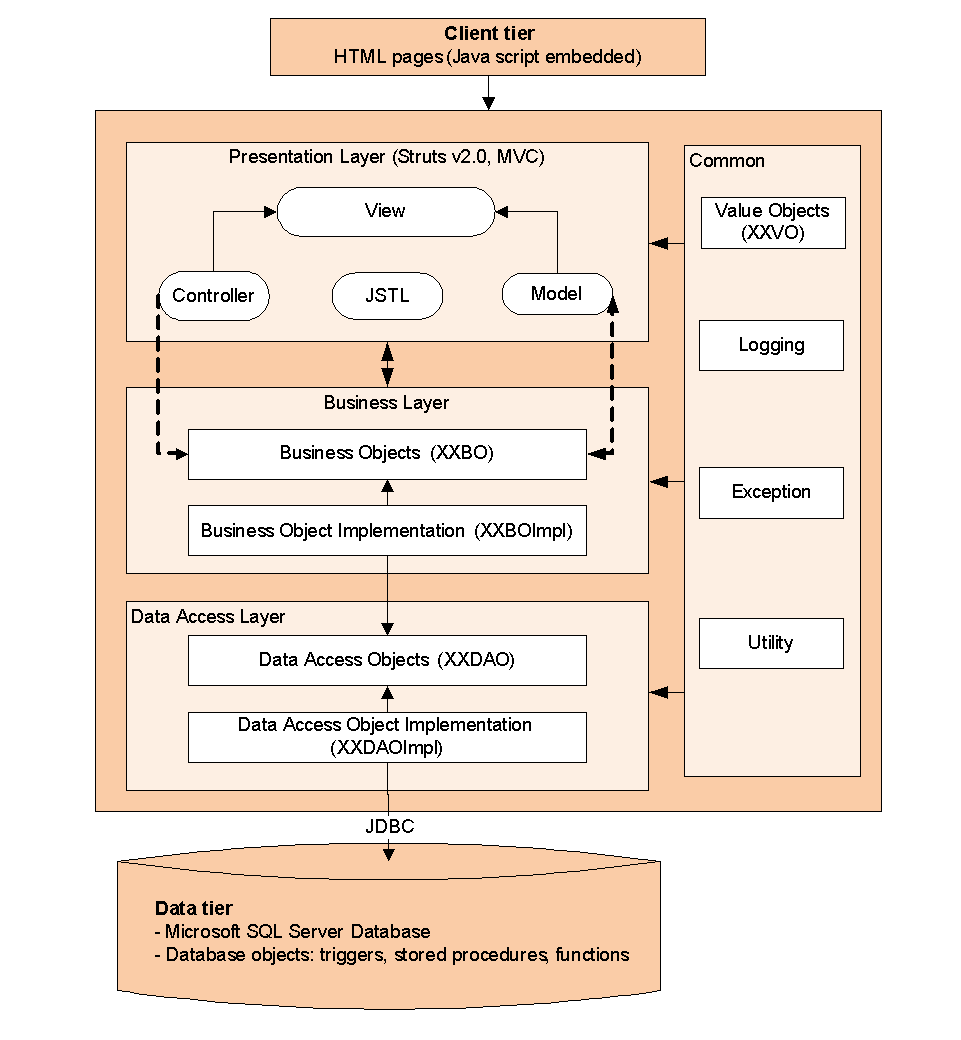 Client tier
HTML pages (Java script embedded)
Presentation Layer (Struts v2.0, MVC)
View
Controller
JSTL
Model
Common
Value Objects
(XXVO)
Logging
Exception
Utility
Business Layer
Business Objects (XXBO)
Business Object Implementation (XXBOImpl)
Data Access Layer
Data Access Objects (XXDAO)
Data Access Object Implementation
(XXDAOImpl)
JDBC
Data tier
- Microsoft SQL Server Database
- Database objects: triggers, stored procedures, functions